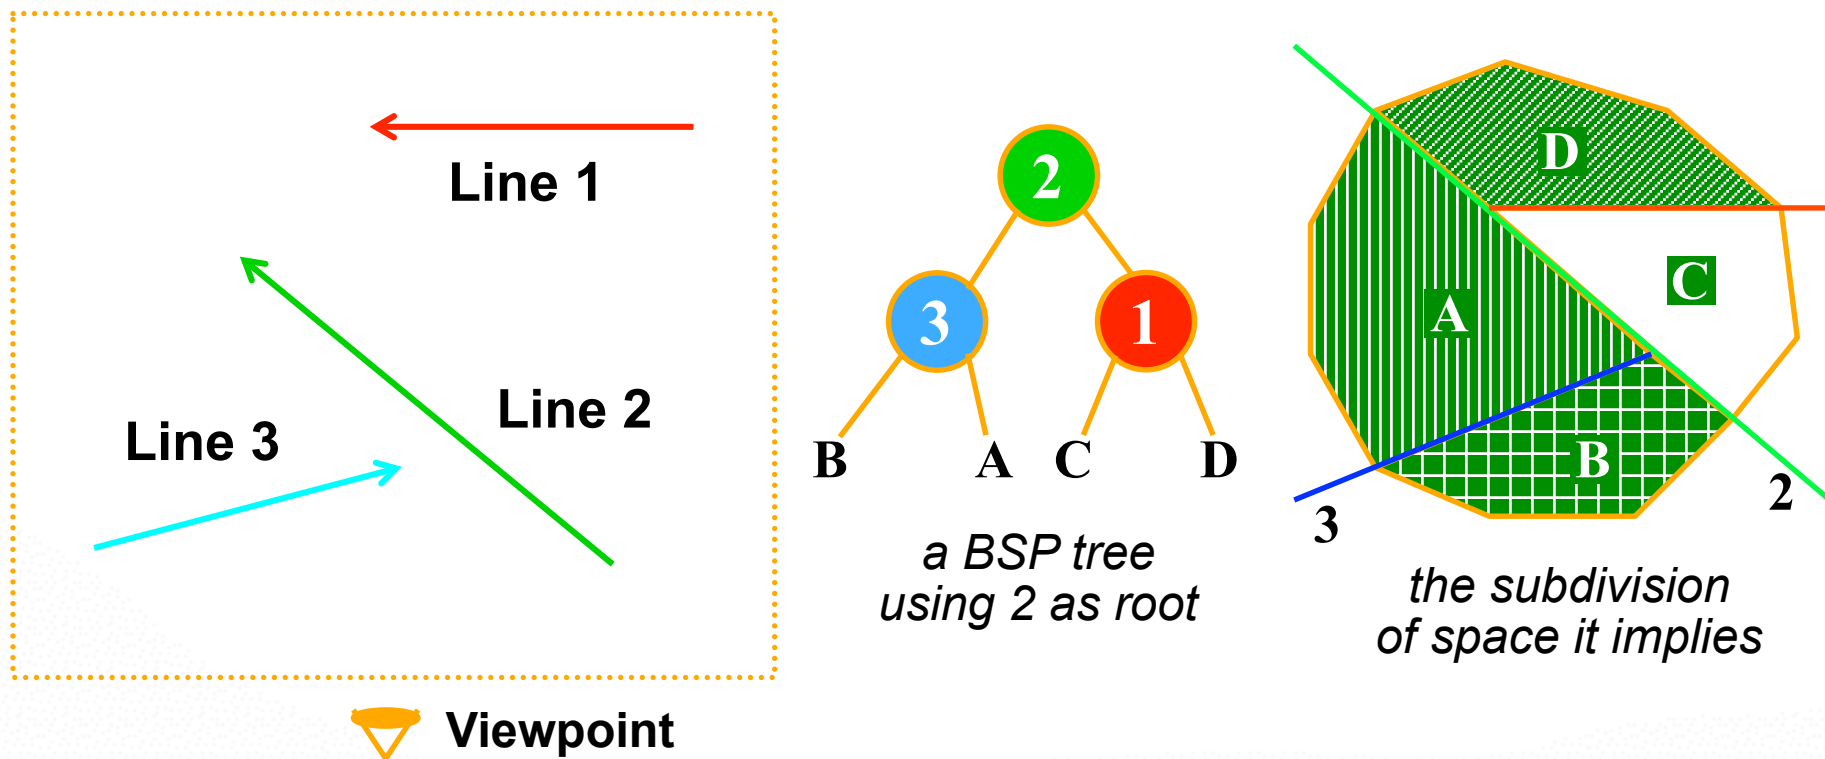 Line 1
Line 2
Line 3
Viewpoint
2
3
1
B
A
C
D
a BSP tree
using 2 as root
D
C
A
B
2
3
the subdivision
of space it implies